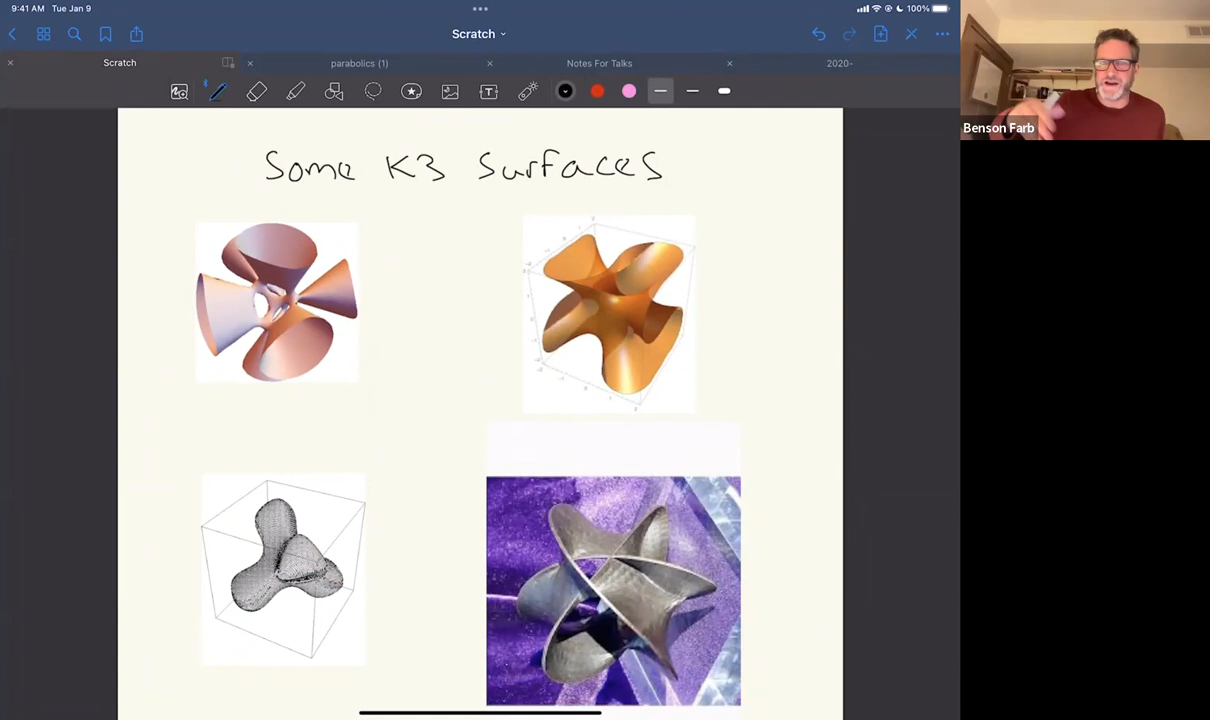 9:41 AM Tue Jan 9
100%
Scratch
Scratch
parabolics (1)
Notes For Talks
2020-
T
Benson Farb
Some K3 Surfaces